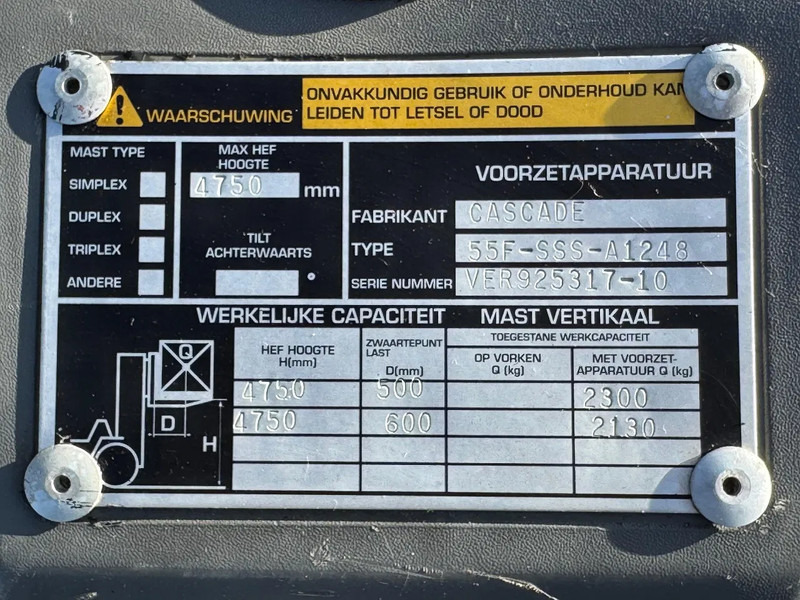 WAARSCHUWING
ONVAKKUNDIG GEBRUIK OF ONDERHOUD KAN
LEIDEN TOT LETSEL OF DOOD
MAST TYPE
SIMPLEX
DUPLEX
TRIPLEX
ANDERE
MAX HEF
HOOGTE
4750 mm
TILT
ACHTERWAARTS
°
VOORZETAPPARATUUR
FABRIKANT CASCADE
TYPE 55F-SSS-A1248
SERIE NUMMER VER925317-10
WERKELIJKE CAPACITEIT MAST VERTIKAAL
Q
D
H
HEF HOOGTE
H(mm)
ZWAARTEPUNT
LAST
D(mm)
TOEGESTANE WERKCAPACITEIT
OP VORKEN
Q (kg)
MET VOORZET-
APPARATUUR Q (kg)
4750 500 2300
4750 600 2130